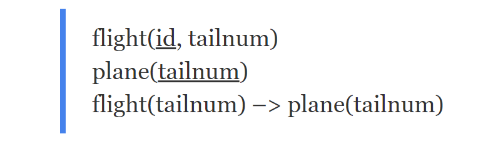 flight(id, tailnum)
plane(tailnum)
flight(tailnum) –> plane(tailnum)